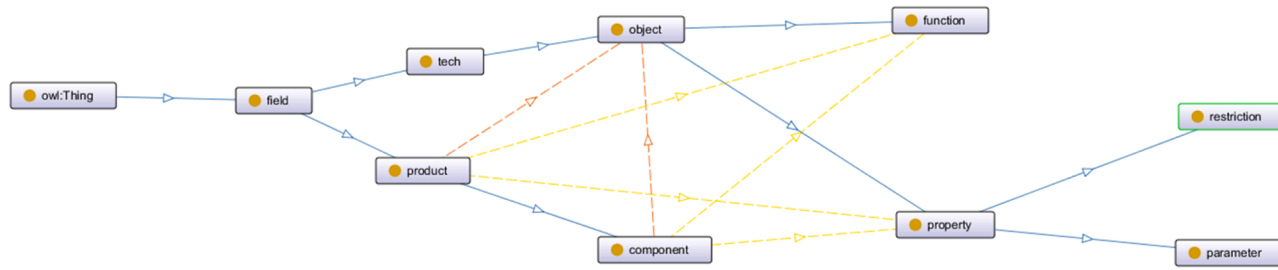 owl:Thing
field
tech
product
object
component
function
property
restriction
parameter